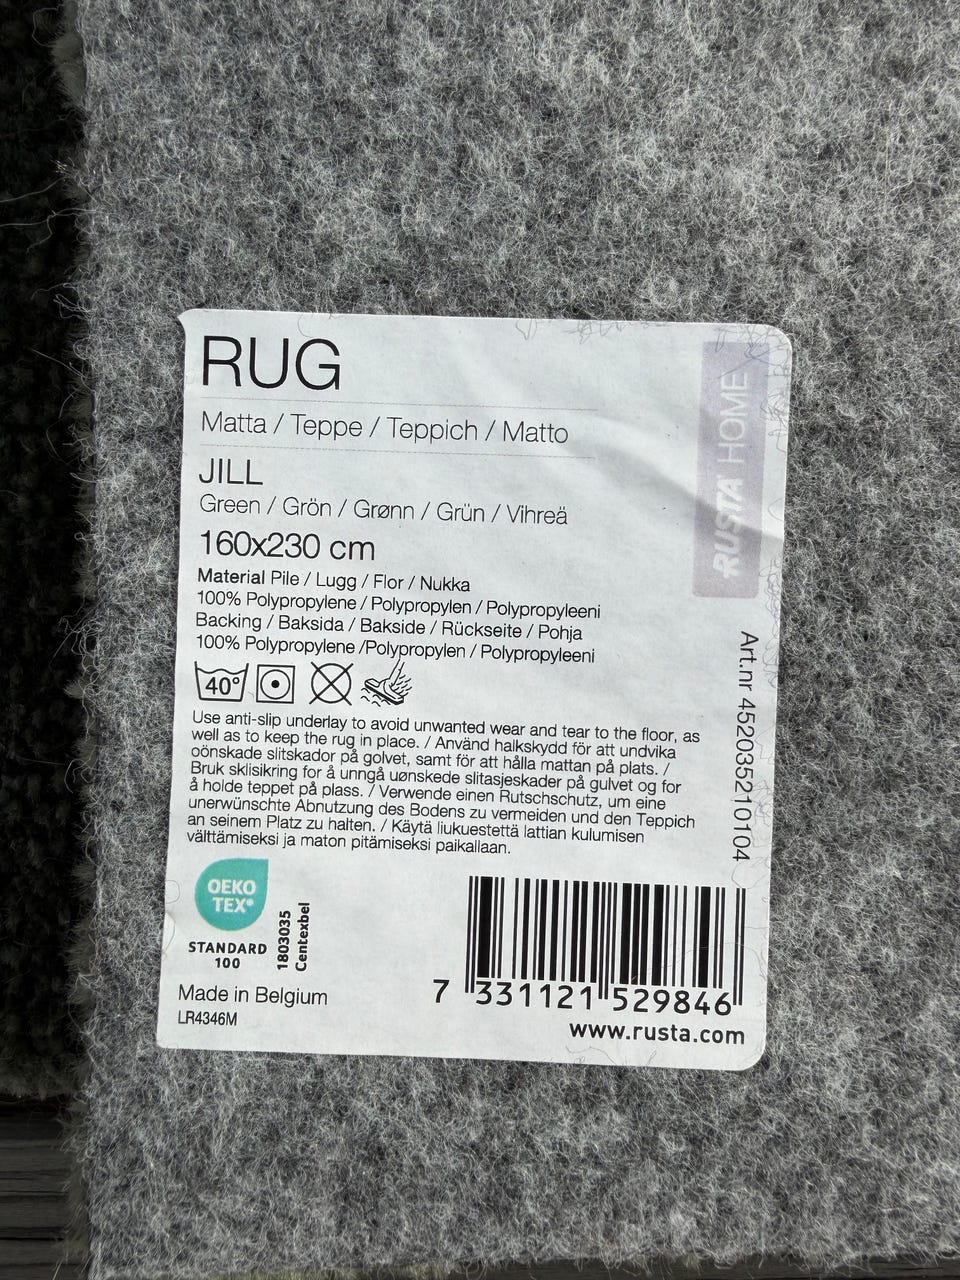 RUG
Matta / Teppe / Teppich / Matto
JILL
Green / Grön / Grønn / Grün / Vihreä
160x230 cm
Material Pile / Lugg / Flor / Nukka
100% Polypropylene / Polypropylen / Polypropyleeni
Backing / Baksida / Bakside / Rückseite / Pohja
100% Polypropylene /Polypropylen / Polypropyleeni
40°
Use anti-slip underlay to avoid unwanted wear and tear to the floor, as
well as to keep the rug in place. / Använd halkskydd för att undvika
oönskade slitskador på golvet, samt för att hålla mattan på plats. /
Bruk sklisikring for å unngå uønskede slitasjeskader på gulvet og for
å holde teppet på plass. / Verwende einen Rutschschutz, um eine
unerwünschte Abnutzung des Bodens zu vermeiden und den Teppich
an seinem Platz zu halten. / Käytä liukuestettä lattian kulumisen
välttämiseksi ja maton pitämiseksi paikallaan.
OEKO
TEX®
STANDARD
100
1803035
Centexbel
Made in Belgium
LR4346M
7 331121 529846
www.rusta.com
RUSTA HOME
Art.nr 452035210104